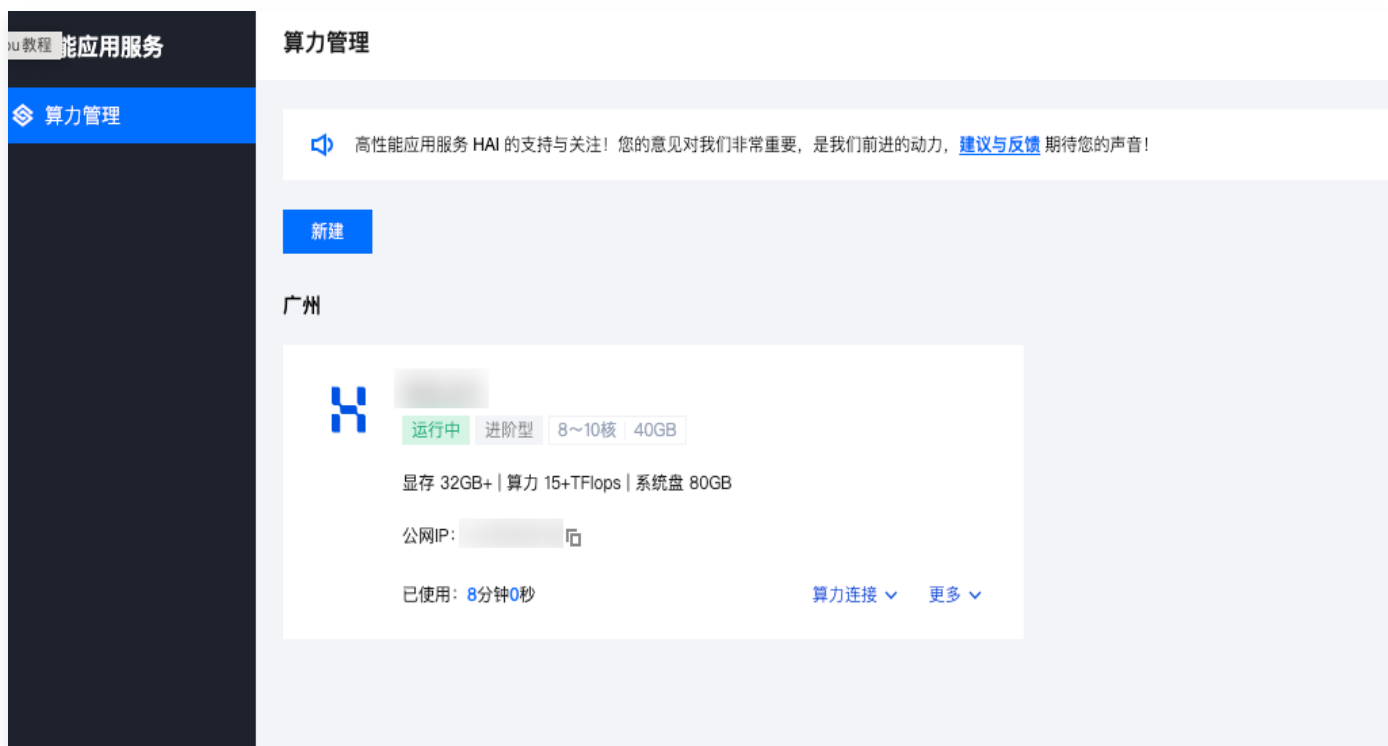 ou教程
能应用服务
算力管理
算力管理
高性能应用服务 HAI 的支持与关注！您的意见对我们非常重要，是我们前进的动力，建议与反馈 期待您的声音！
新建
广州
运行中 进阶型 8～10核 40GB
显存 32GB+ | 算力 15+TFlops | 系统盘 80GB
公网IP：
已使用：8分钟0秒 算力连接 更多